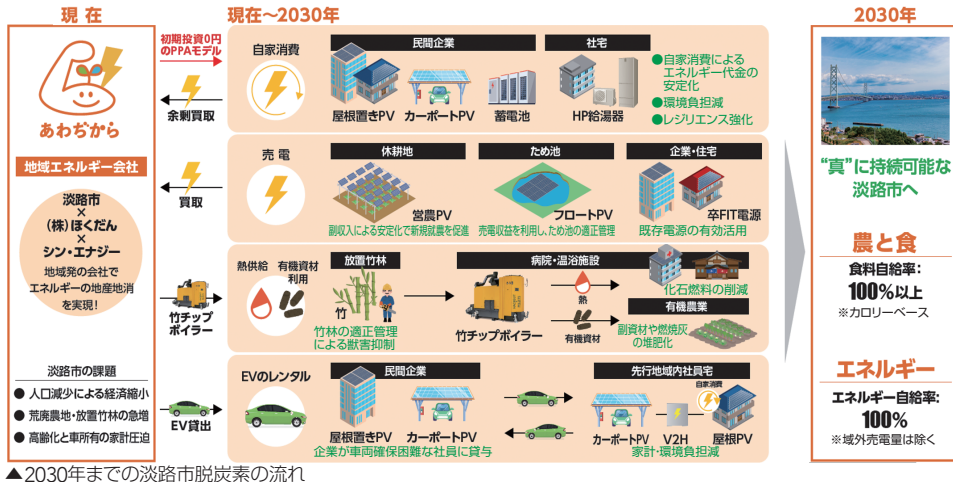 現在
あわぢから
地域エネルギー会社
淡路市
×
(株)ほくだん
×
シン・エナジー
地域発の会社で
エネルギーの地産地消
を実現!
淡路市の課題
● 人口減少による経済縮小
● 荒廃農地・放置竹林の急増
● 高齢化と車所有の家計圧迫
初期投資0円
のPPAモデル
余剰買取
買取
竹チップ
ボイラー
EV貸出
現在〜2030年
自家消費
民間企業
屋根置きPV
カーポートPV
蓄電池
社宅
HP給湯器
●自家消費による
エネルギー代金の
安定化
●環境負担減
●レジリエンス強化
売電
休耕地
営農PV
副収入による安定化で新規就農を促進
ため池
フロートPV
売電収益を利用し、ため池の適正管理
企業・住宅
卒FIT電源
既存電源の有効活用
熱供給
有機資材
利用
放置竹林
竹
竹林の適正管理
による獣害抑制
病院・温浴施設
竹チップボイラー
熱
化石燃料の削減
有機資材
有機農業
副資材や燃焼灰
の堆肥化
EVのレンタル
民間企業
屋根置きPV
カーポートPV
企業が車両確保困難な社員に貸与
先行地域内社員宅
自家消費
カーポートPV
V2H
屋根PV
家計・環境負担減
2030年
“真”に持続可能な
淡路市へ
農と食
食料自給率:
100%以上
※カロリーベース
エネルギー
エネルギー自給率:
100%
※域外売電量は除く
▲2030年までの淡路市脱炭素の流れ